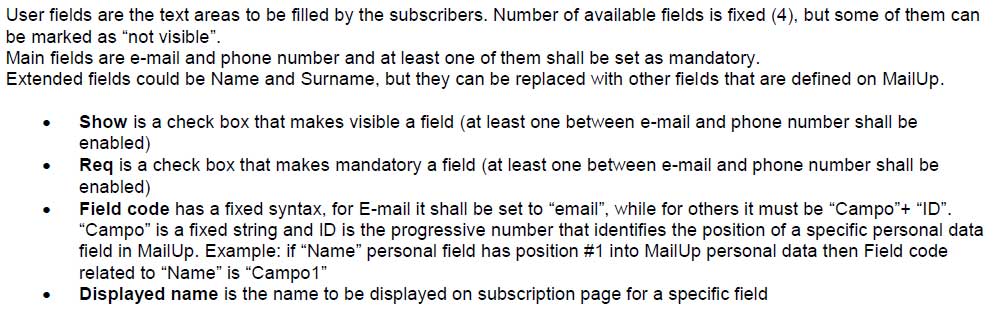 User fields are the text areas to be filled by the subscribers. Number of available fields is fixed (4), but some of them can
be marked as “not visible”.
Main fields are e-mail and phone number and at least one of them shall be set as mandatory.
Extended fields could be Name and Surname, but they can be replaced with other fields that are defined on MailUp.
• Show is a check box that makes visible a field (at least one between e-mail and phone number shall be
enabled)
• Req is a check box that makes mandatory a field (at least one between e-mail and phone number shall be
enabled)
• Field code has a fixed syntax, for E-mail it shall be set to “email”, while for others it must be “Campo”+ “ID”.
“Campo” is a fixed string and ID is the progressive number that identifies the position of a specific personal data
field in MailUp. Example: if “Name” personal field has position #1 into MailUp personal data then Field code
related to “Name” is “Campo1”
• Displayed name is the name to be displayed on subscription page for a specific field